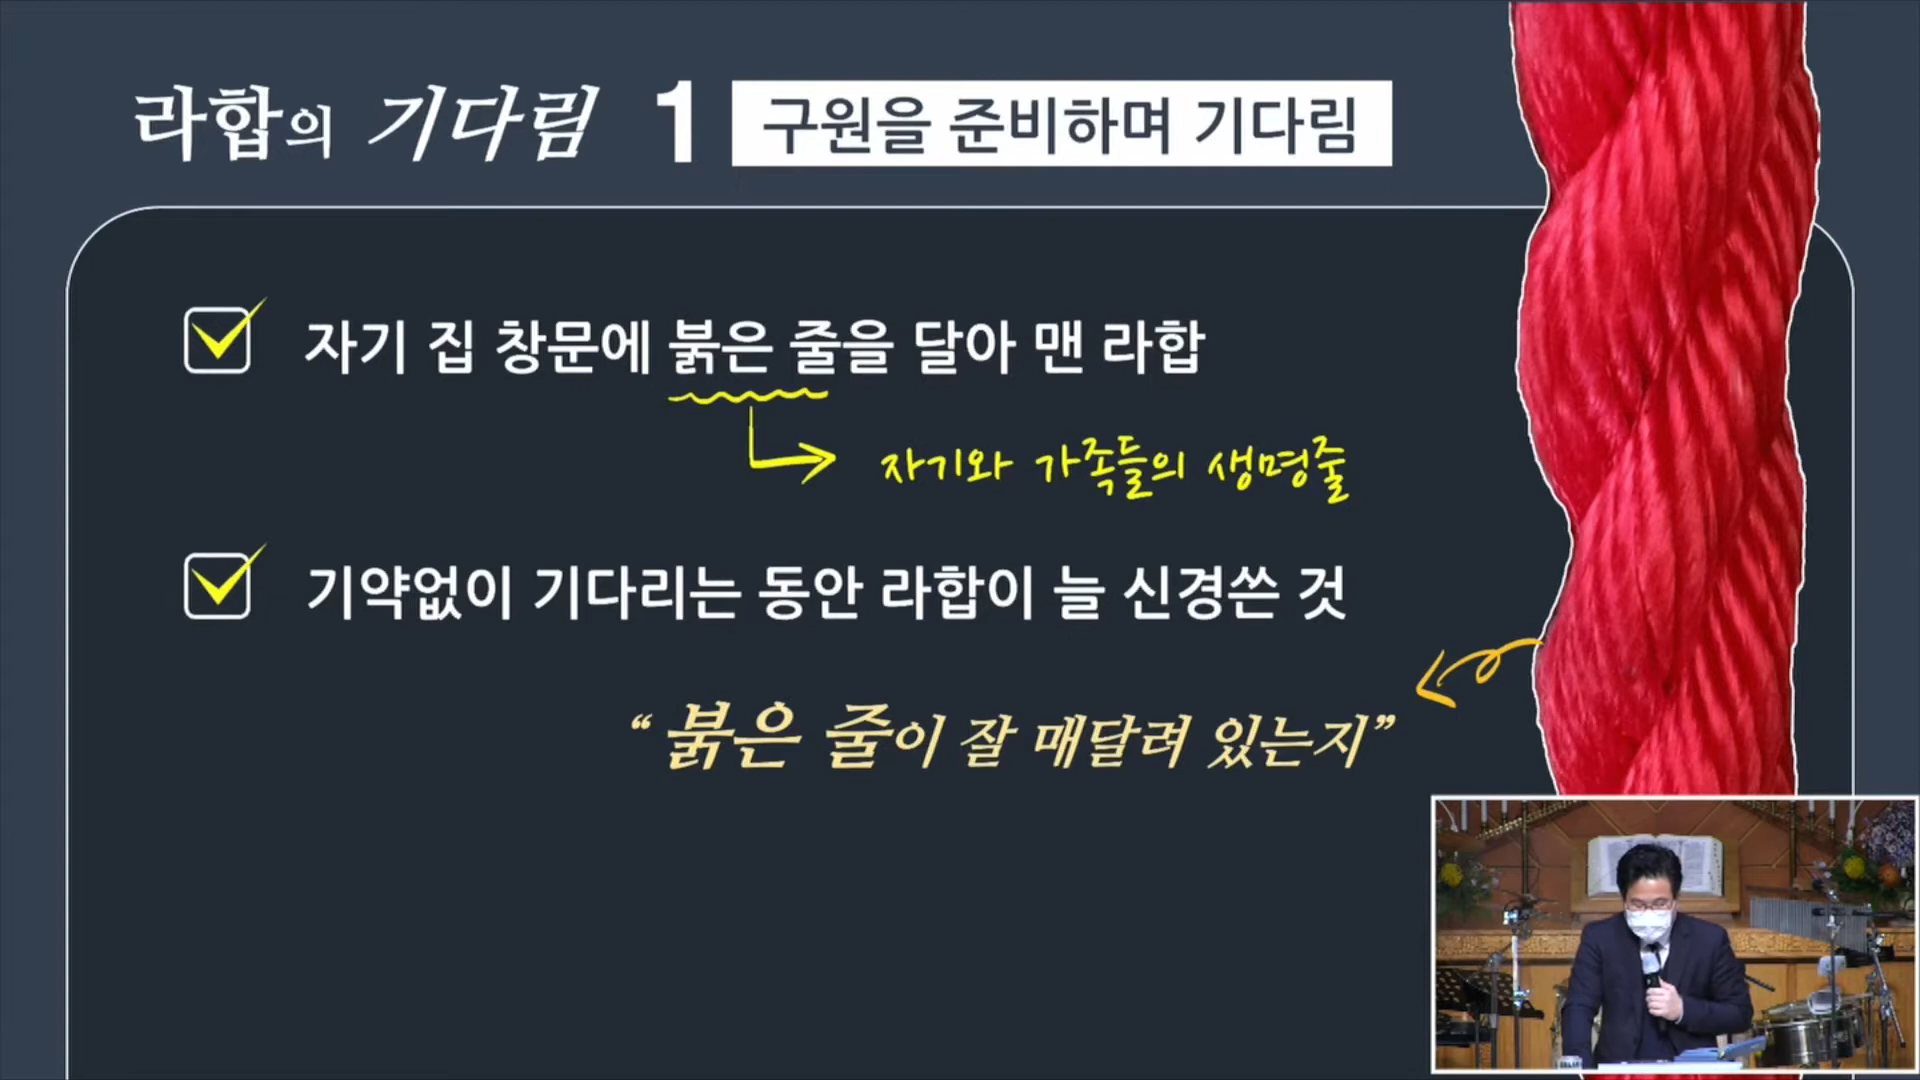 라합의 기다림 1 구원을 준비하며 기다림
자기 집 창문에 붉은 줄을 달아 맨 라합
자기와 가족들의 생명줄
기약없이 기다리는 동안 라합이 늘 신경쓴 것
“붉은 줄이 잘 매달려 있는지”